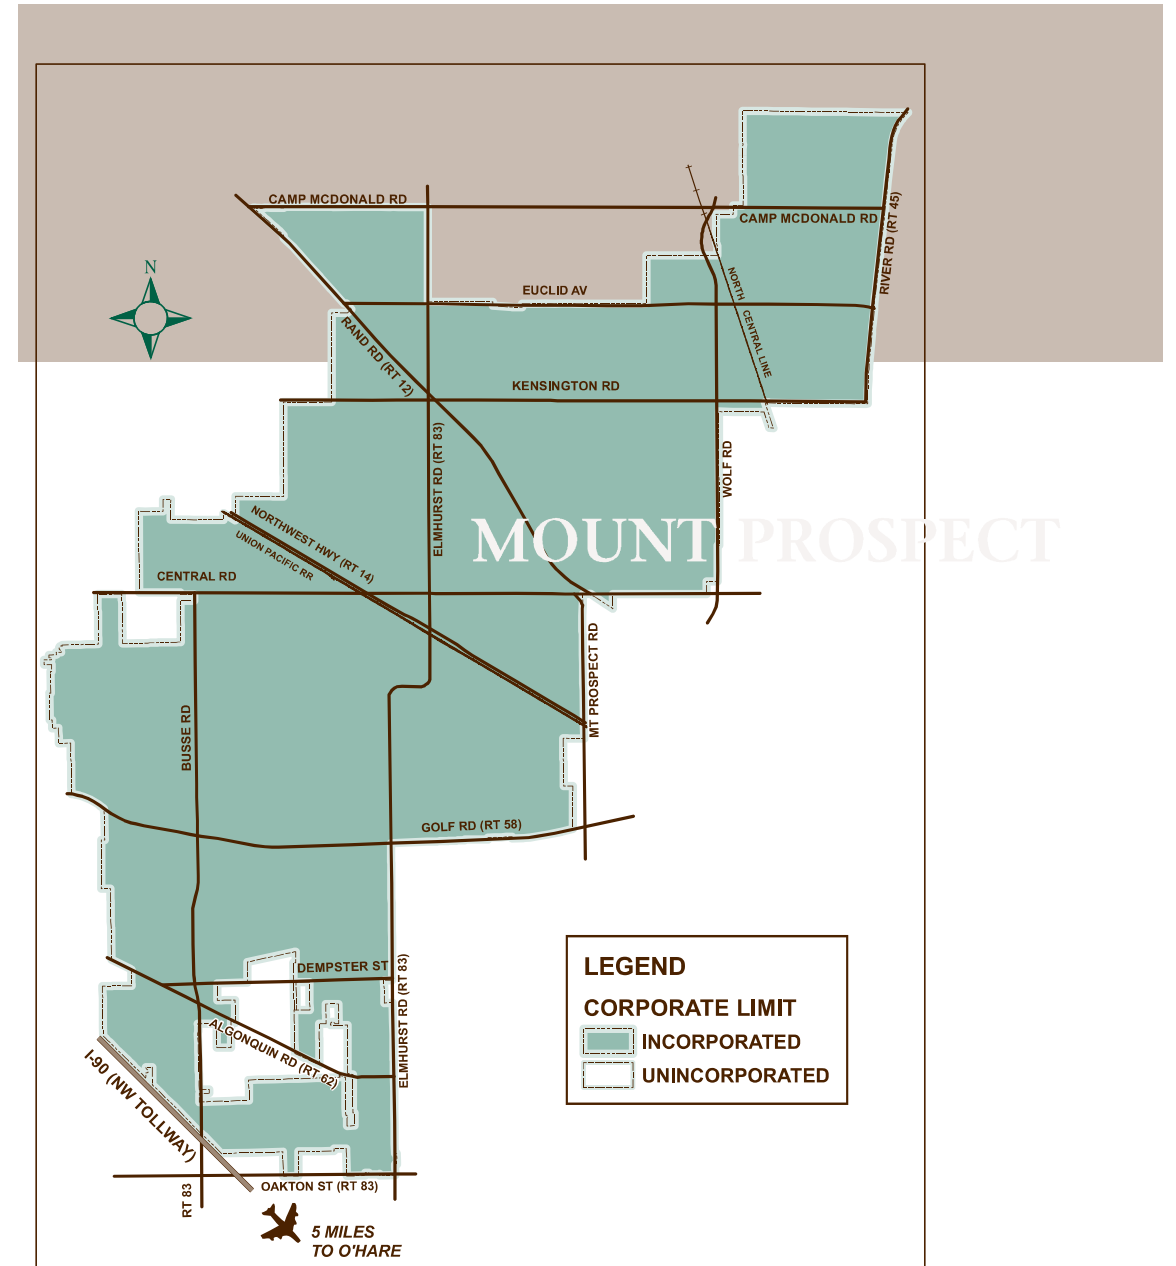 CAMP MCDONALD RD
CAMP MCDONALD RD
RIVER RD (RT 45)
N
NORTH CENTRAL LINE
EUCLID AV
RAND RD (RT 12)
KENSINGTON RD
ELMHURST RD (RT 83)
WOLF RD
NORTHWEST HWY (RT 14)
UNION PACIFIC RR
MOUNT PROSPECT
CENTRAL RD
MT PROSPECT RD
BUSSE RD
GOLF RD (RT 58)
DEMPSTER ST
ELMHURST RD (RT 83)
ALGONQUIN RD (RT 62)
I-90 (NW TOLLWAY)
LEGEND
CORPORATE LIMIT
INCORPORATED
UNINCORPORATED
OAKTON ST (RT 83)
RT 83
5 MILES
TO O'HARE